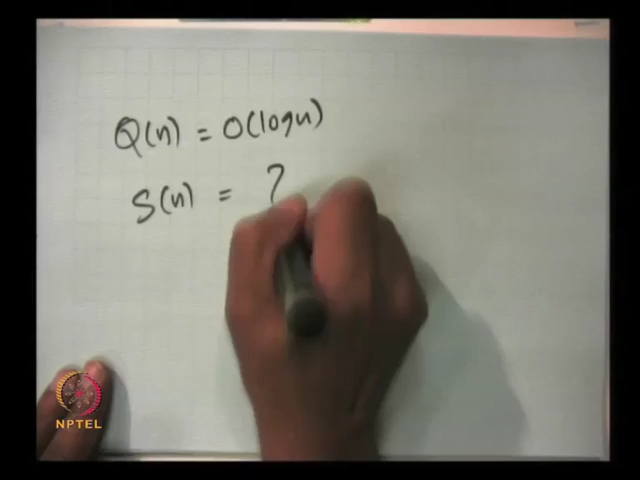 Q(n) = O(logn)
S(n) = ?
NPTEL